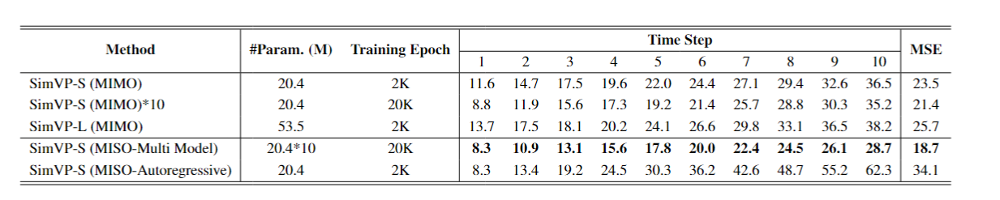 Method #Param. (M) Training Epoch Time Step MSE
1 2 3 4 5 6 7 8 9 10
SimVP-S (MIMO) 20.4 2K 11.6 14.7 17.5 19.6 22.0 24.4 27.1 29.4 32.6 36.5 23.5
SimVP-S (MIMO)*10 20.4 20K 8.8 11.9 15.6 17.3 19.2 21.4 25.7 28.8 30.3 35.2 21.4
SimVP-L (MIMO) 53.5 2K 13.7 17.5 18.1 20.2 24.1 26.6 29.8 33.1 36.5 38.2 25.7
SimVP-S (MISO-Multi Model) 20.4*10 20K 8.3 10.9 13.1 15.6 17.8 20.0 22.4 24.5 26.1 28.7 18.7
SimVP-S (MISO-Autoregressive) 20.4 2K 8.3 13.4 19.2 24.5 30.3 36.2 42.6 48.7 55.2 62.3 34.1